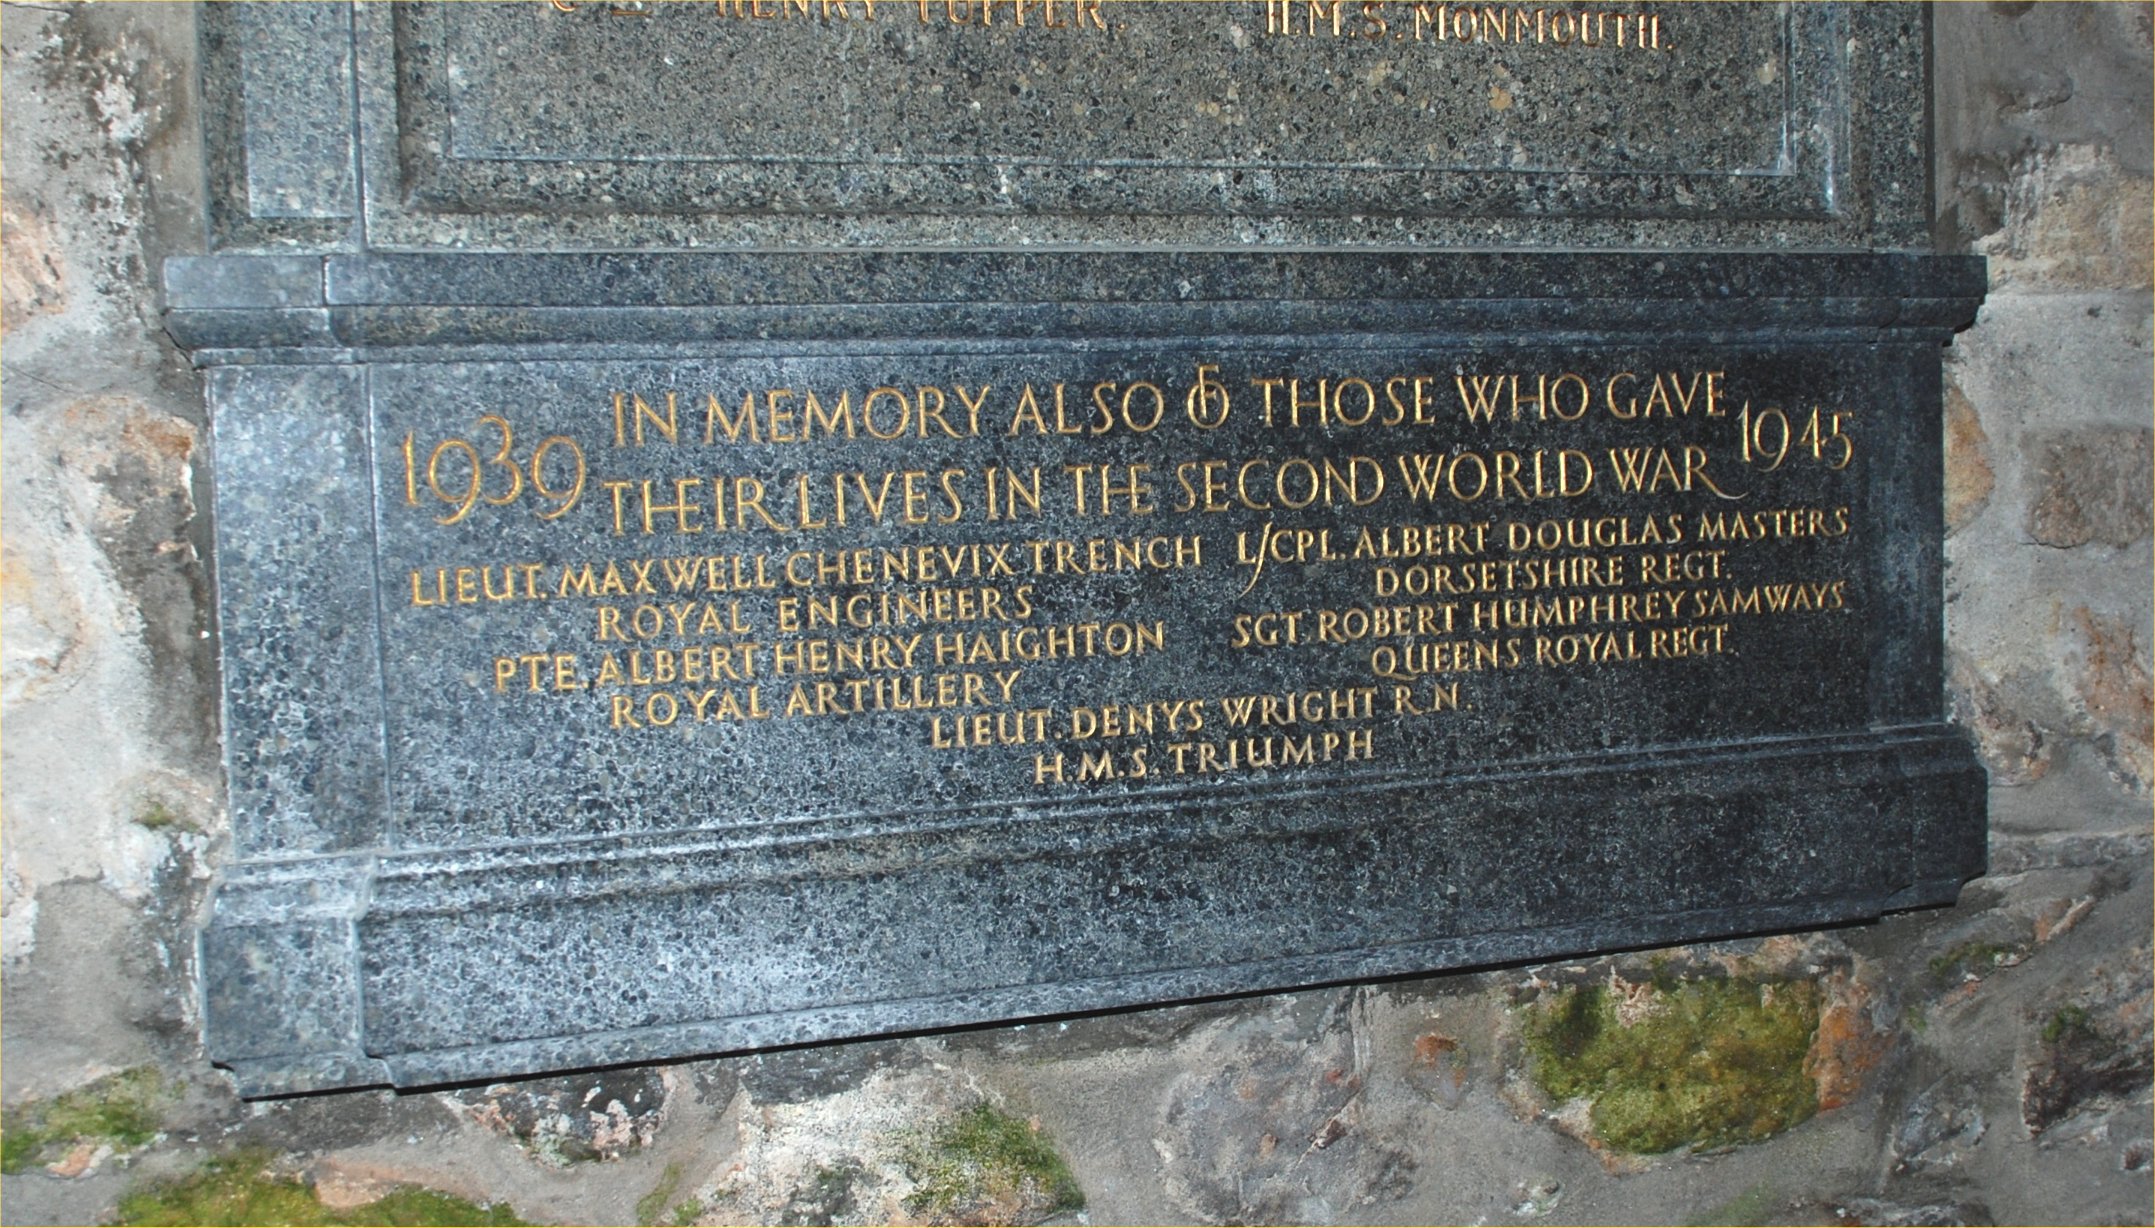 HENRY TUPPER.
H.M.S. MONMOUTH.
1939
IN MEMORY ALSO OF THOSE WHO GAVE
THEIR LIVES IN THE SECOND WORLD WAR
1945
LIEUT. MAXWELL CHENEVIX TRENCH
ROYAL ENGINEERS
PTE. ALBERT HENRY HAIGHTON
ROYAL ARTILLERY
L/CPL. ALBERT DOUGLAS MASTERS
DORSETSHIRE REGT.
SGT. ROBERT HUMPHREY SAMWAYS
QUEENS ROYAL REGT.
LIEUT. DENYS WRIGHT R.N.
H.M.S. TRIUMPH